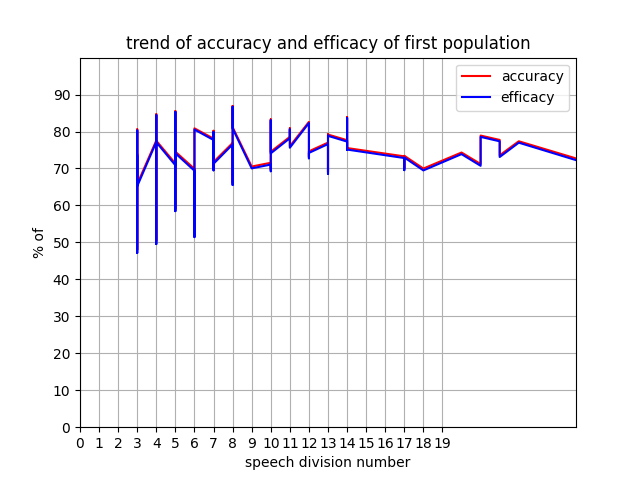 trend of accuracy and efficacy of first population
accuracy
efficacy
90
80
70
60
50
40
30
20
10
0
% of
0 1 2 3 4 5 6 7 8 9 10 11 12 13 14 15 16 17 18 19
speech division number